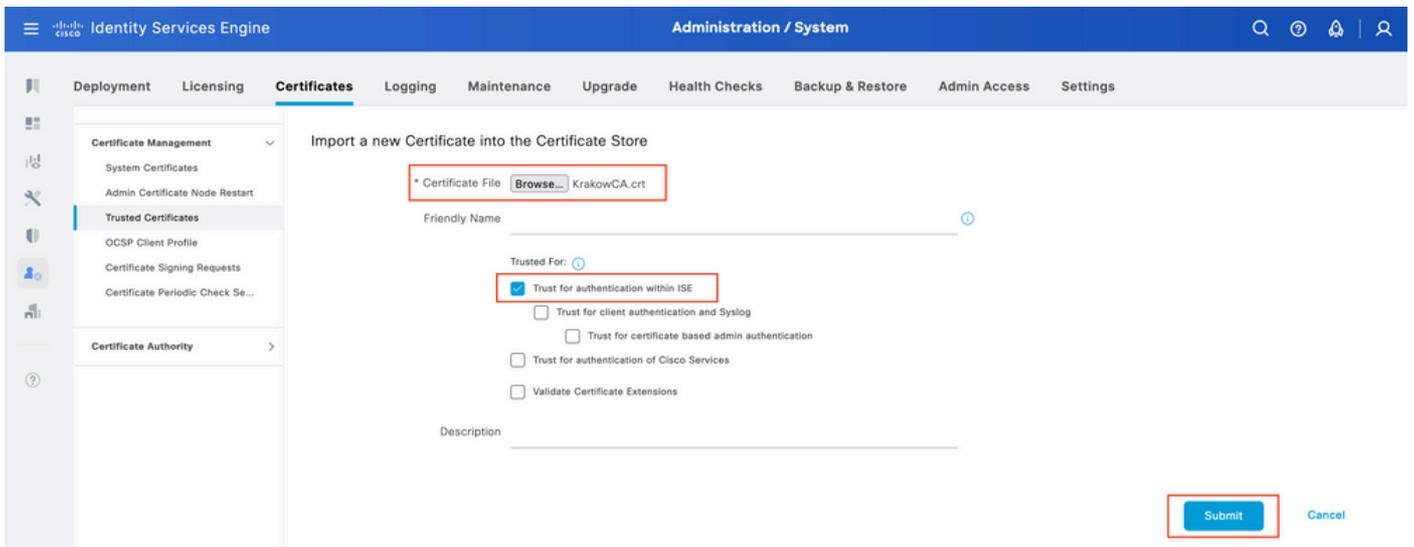 cisco Identity Services Engine
Administration / System
Deployment Licensing Certificates Logging Maintenance Upgrade Health Checks Backup & Restore Admin Access Settings
Certificate Management
System Certificates
Admin Certificate Node Restart
Trusted Certificates
OCSP Client Profile
Certificate Signing Requests
Certificate Periodic Check Se...
Certificate Authority
Import a new Certificate into the Certificate Store
* Certificate File Browse... KrakowCA.crt
Friendly Name
Trusted For:
Trust for authentication within ISE
Trust for client authentication and Syslog
Trust for certificate based admin authentication
Trust for authentication of Cisco Services
Validate Certificate Extensions
Description
Submit Cancel